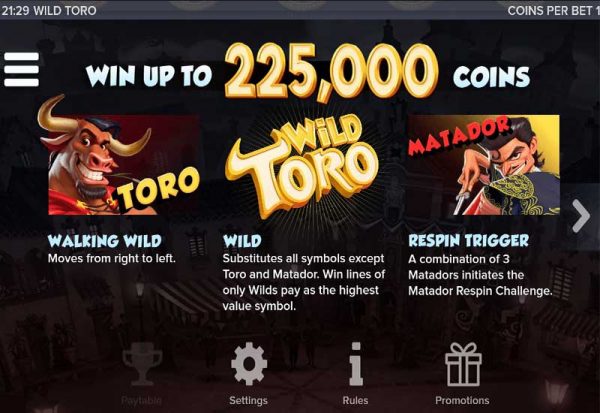 21:29 WILD TORO
COINS PER BET 1
WIN UP TO 225,000 COINS
TORO
WILD
TORO
MATADOR
WALKING WILD
Moves from right to left.
WILD
Substitutes all symbols except
Toro and Matador. Win lines of
only Wilds pay as the highest
value symbol.
RESPIN TRIGGER
A combination of 3
Matadors initiates the
Matador Respin Challenge.
Paytable
Settings
Rules
Promotions